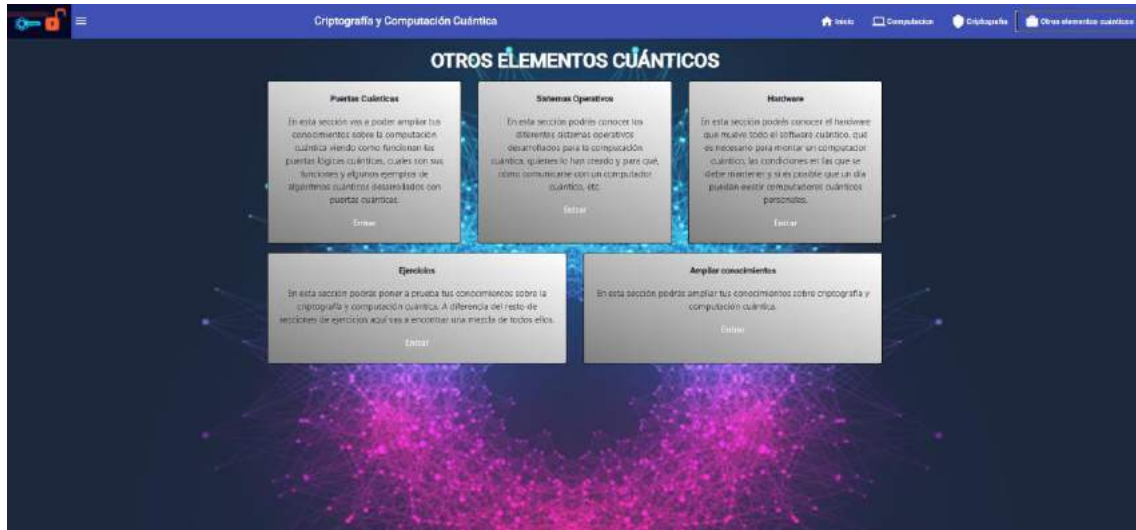 Criptografía y Computación Cuántica
Inicio
Computacion
Criptografia
Otros elementos cuánticos
OTROS ELEMENTOS CUÁNTICOS
Puertas Cuánticas
En esta sección vas a poder ampliar tus
conocimientos sobre la computación
cuántica viendo como funcionan las
puertas lógicas cuánticas, cuales son sus
funciones y algunos ejemplos de
algoritmos cuánticos desarrollados con
puertas cuánticas.
Entrar
Sistemas Operativos
En esta sección podrás conocer los
diferentes sistemas operativos
desarrollados para la computación
cuántica, quienes lo han creado y para qué,
cómo comunicarse con un computador
cuántico, etc.
Entrar
Hardware
En esta sección podrás conocer el hardware
que mueve todo el software cuántico, qué
es necesario para montar un computador
cuántico, las condiciones en las que se
debe mantener y si es posible que un día
puedan existir computadores cuánticos
personales.
Entrar
Ejercicios
En esta sección podrás poner a prueba tus conocimientos sobre la
criptografía y computación cuántica. A diferencia del resto de
secciones de ejercicios aquí vas a encontrar una mezcla de todos ellos.
Entrar
Ampliar conocimientos
En esta sección podrás ampliar tus conocimientos sobre criptografía y
computación cuántica.
Entrar